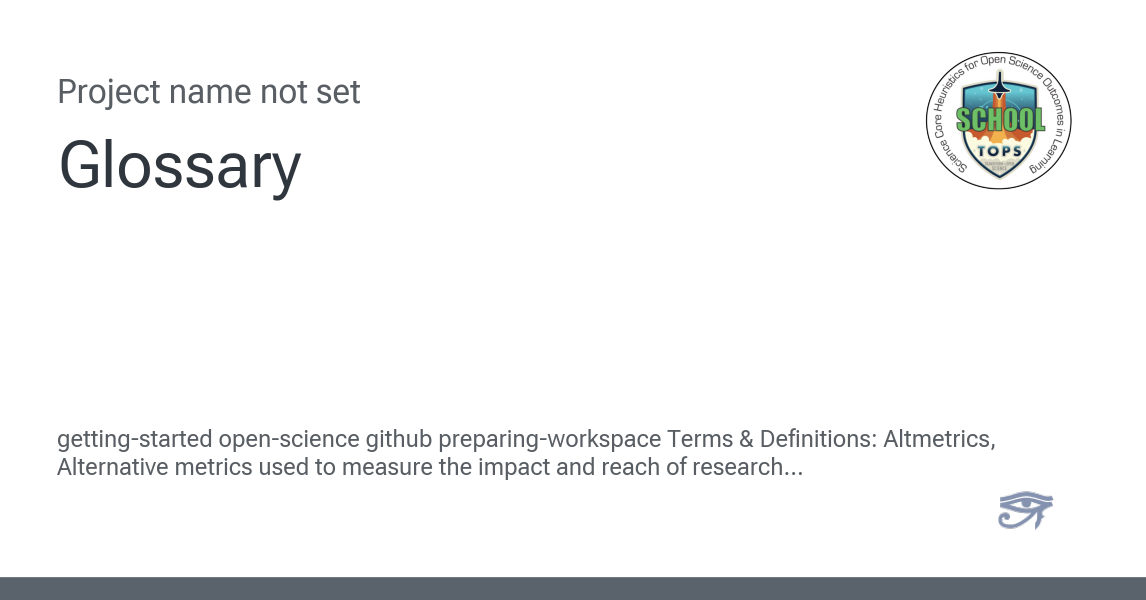 Project name not set
Glossary
Science Core Heuristics for Open Science Outcomes in Learning
SCHOOL
TOPS
getting-started open-science github preparing-workspace Terms & Definitions: Altmetrics,
Alternative metrics used to measure the impact and reach of research...